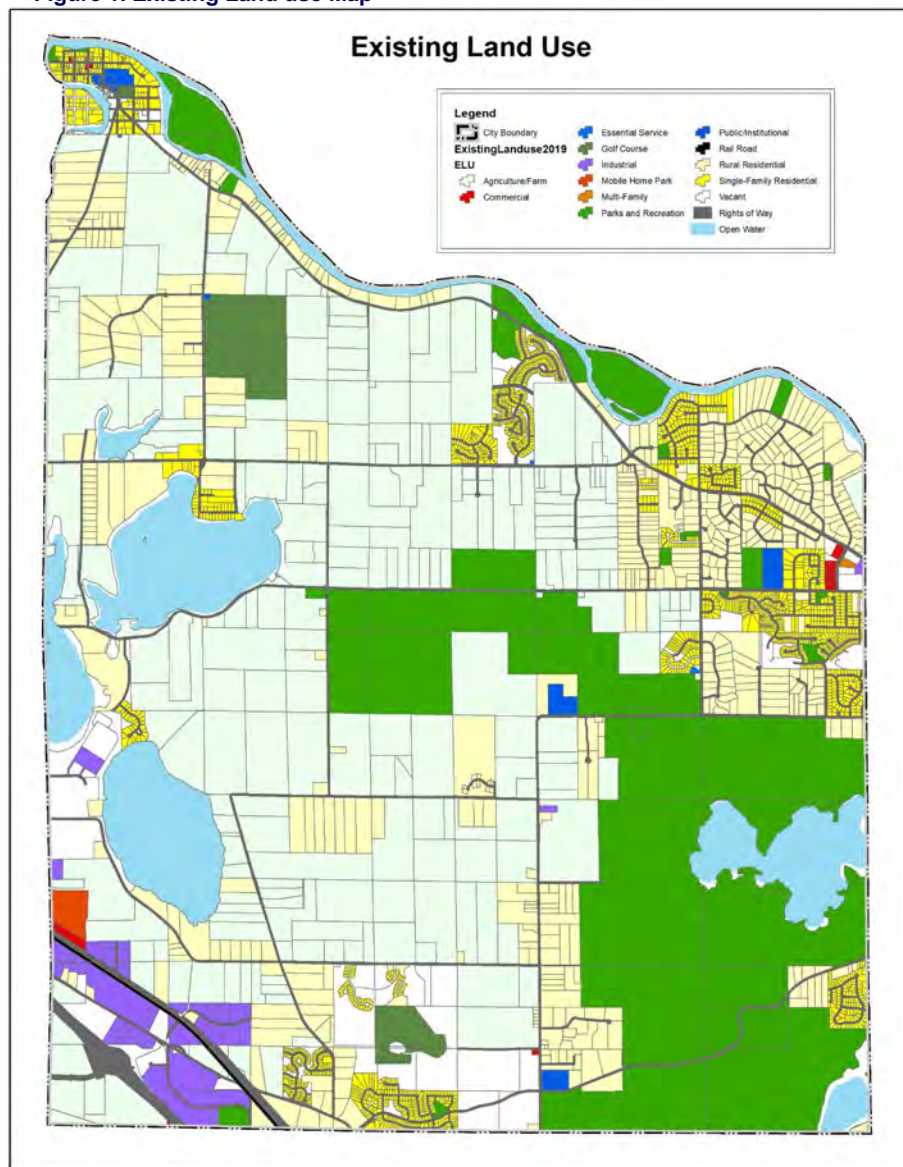 Figure 1: Existing Land use Map
Existing Land Use
Legend
City Boundary
ExistingLanduse2019
ELU
Agriculture/Farm
Commercial
Essential Service
Golf Course
Industrial
Mobile Home Park
Multi-Family
Parks and Recreation
Public/Institutional
Rail Road
Rural Residential
Single-Family Residential
Vacant
Rights of Way
Open Water